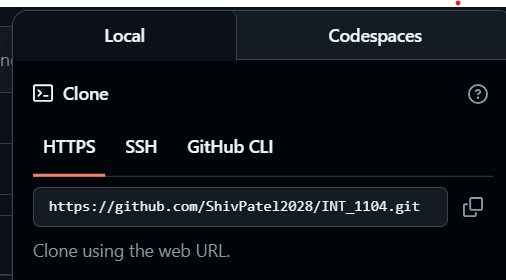 Local
Codespaces
Clone
HTTPS
SSH
GitHub CLI
https://github.com/ShivPatel2028/INT_1104.git
Clone using the web URL.